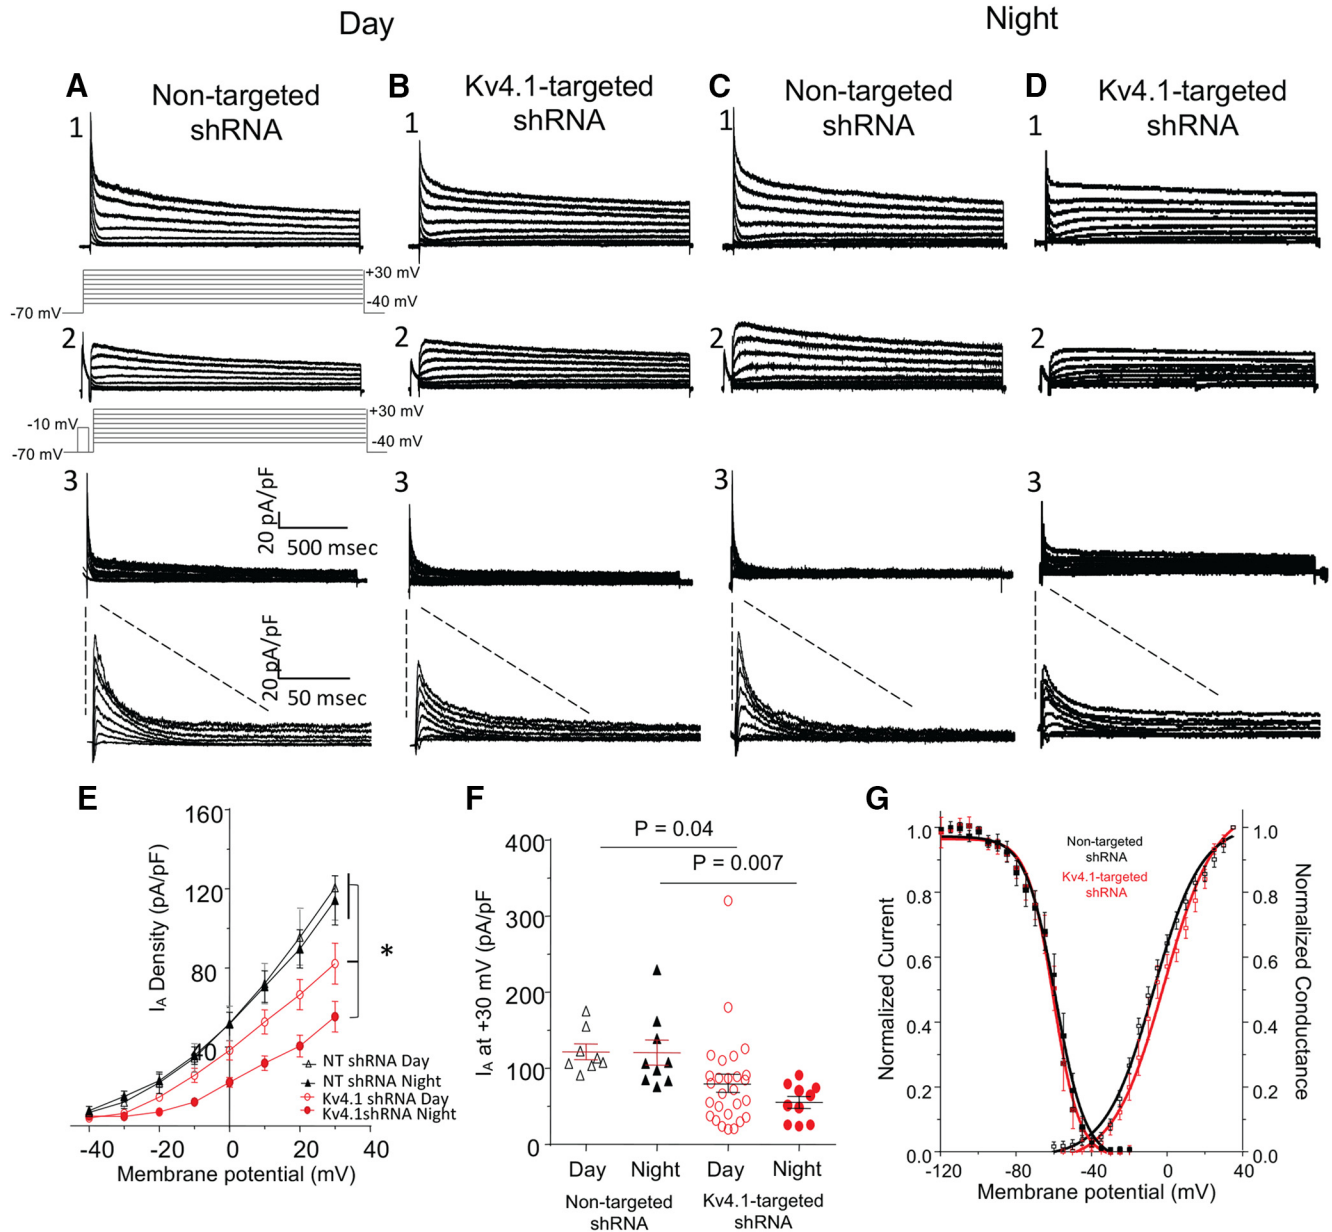 Day
Night
A
Non-targeted
shRNA
B
Kv4.1-targeted
shRNA
C
Non-targeted
shRNA
D
Kv4.1-targeted
shRNA
1
1
1
1
+30 mV
-40 mV
-70 mV
2
2
2
2
+30 mV
-10 mV
-40 mV
-70 mV
3
3
3
3
20 pA/pF
500 msec
20 pA/pF
50 msec
E
160
120
80
40
I_A Density (pA/pF)
*
NT shRNA Day
NT shRNA Night
Kv4.1 shRNA Day
Kv4.1shRNA Night
-40
-20
0
20
40
Membrane potential (mV)
F
P = 0.04
P = 0.007
400
300
200
100
0
I_A at +30 mV (pA/pF)
Day
Night
Day
Night
Non-targeted
shRNA
Kv4.1-targeted
shRNA
G
Non-targeted
shRNA
Kv4.1-targeted
shRNA
1.0
0.8
0.6
0.4
0.2
0.0
Normalized Current
1.0
0.8
0.6
0.4
0.2
0.0
Normalized Conductance
-120
-80
-40
0
40
Membrane potential (mV)